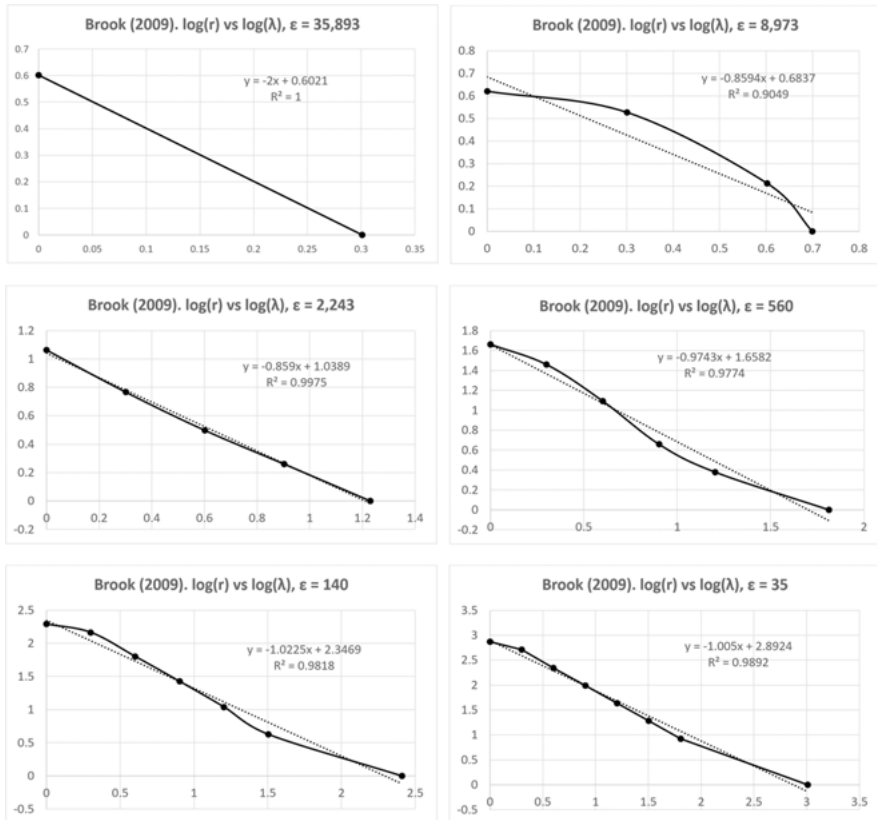 Brook (2009). log(r) vs log(λ), ε = 35,893
0.7
0.6
0.5
0.4
0.3
0.2
0.1
0
y = -2x + 0.6021
R² = 1
0 0.05 0.1 0.15 0.2 0.25 0.3 0.35
Brook (2009). log(r) vs log(λ), ε = 8,973
0.8
0.7
0.6
0.5
0.4
0.3
0.2
0.1
0
y = -0.8594x + 0.6837
R² = 0.9049
0 0.1 0.2 0.3 0.4 0.5 0.6 0.7 0.8
Brook (2009). log(r) vs log(λ), ε = 2,243
1.2
1
0.8
0.6
0.4
0.2
0
-0.2
y = -0.859x + 1.0389
R² = 0.9975
0 0.2 0.4 0.6 0.8 1 1.2 1.4
Brook (2009). log(r) vs log(λ), ε = 560
1.8
1.6
1.4
1.2
1
0.8
0.6
0.4
0.2
0
-0.2
y = -0.9743x + 1.6582
R² = 0.9774
0 0.5 1 1.5 2
Brook (2009). log(r) vs log(λ), ε = 140
2.5
2
1.5
1
0.5
0
-0.5
y = -1.0225x + 2.3469
R² = 0.9818
0 0.5 1 1.5 2 2.5
Brook (2009). log(r) vs log(λ), ε = 35
3.5
3
2.5
2
1.5
1
0.5
0
-0.5
y = -1.005x + 2.8924
R² = 0.9892
0 0.5 1 1.5 2 2.5 3 3.5